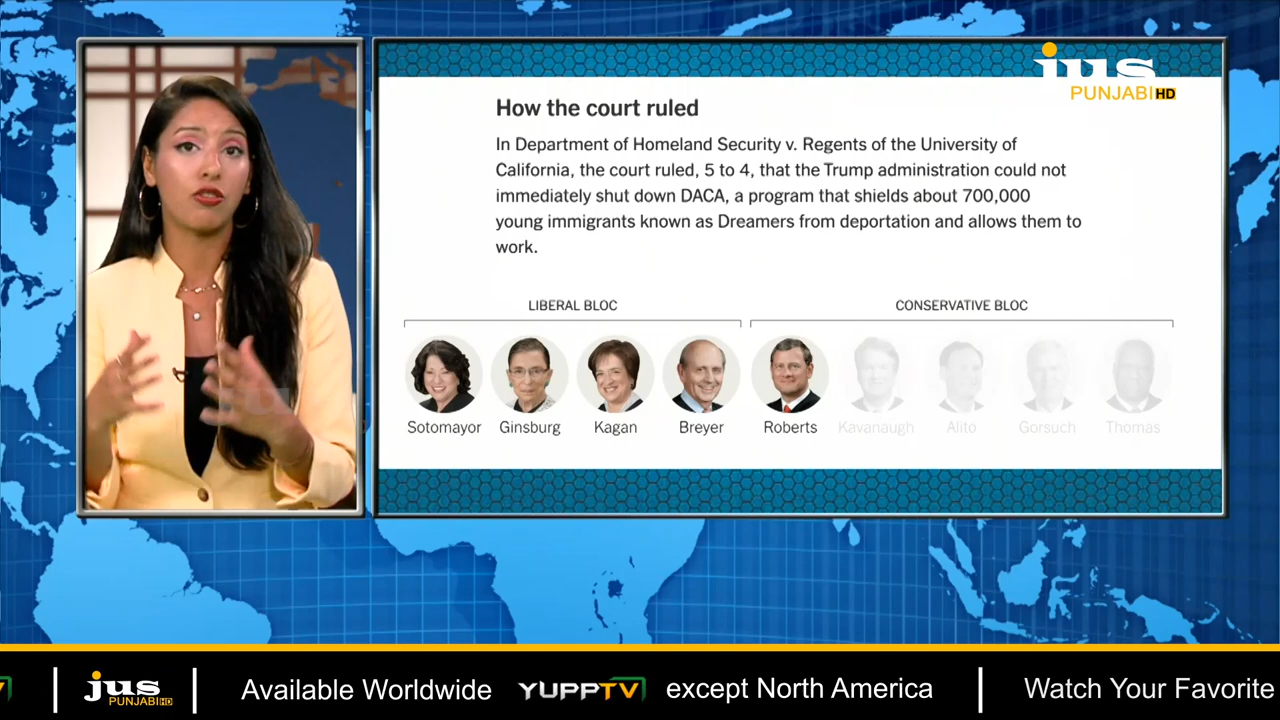 jus
PUNJABI HD
How the court ruled
In Department of Homeland Security v. Regents of the University of
California, the court ruled, 5 to 4, that the Trump administration could not
immediately shut down DACA, a program that shields about 700,000
young immigrants known as Dreamers from deportation and allows them to
work.
LIBERAL BLOC
CONSERVATIVE BLOC
Sotomayor Ginsburg Kagan Breyer Roberts Kavanaugh Alito Gorsuch Thomas
jus
V | jus PUNJABI HD | Available Worldwide YUPPTV except North America | Watch Your Favorite